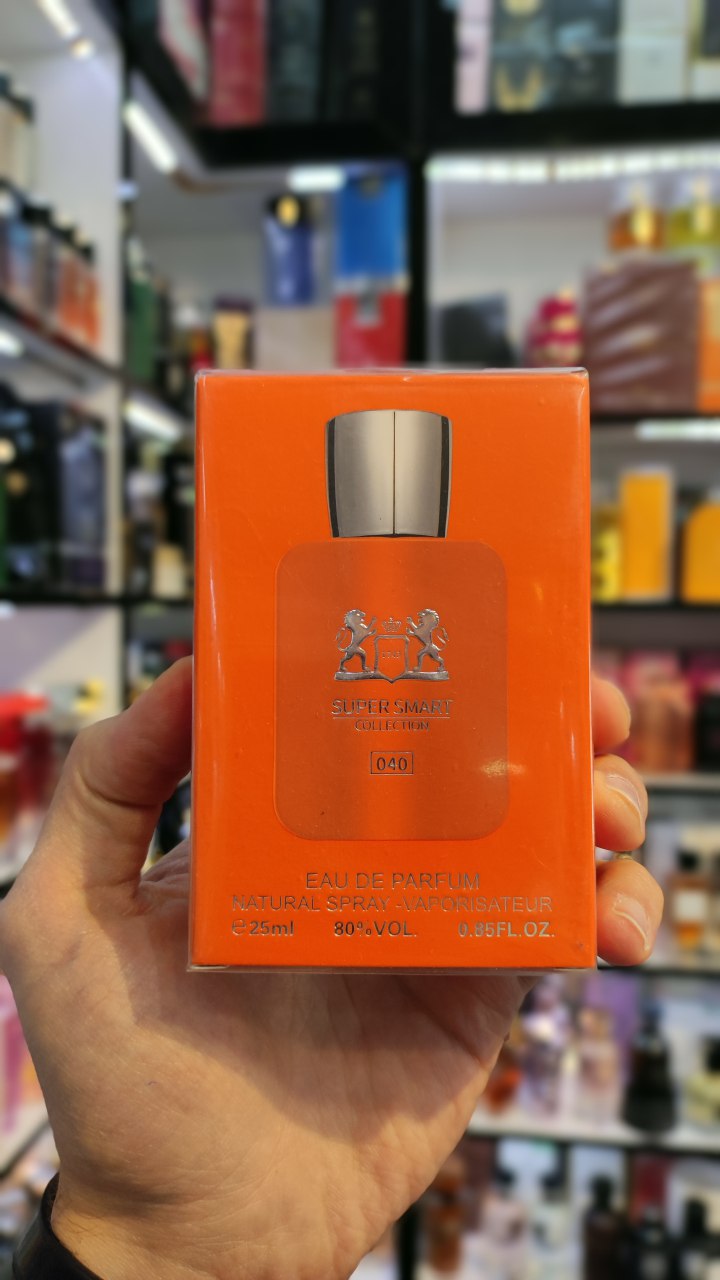 SUPER SMART
COLLECTION
040
EAU DE PARFUM
NATURAL SPRAY -VAPORISATEUR
℮25ml 80%VOL. 0.85FL.OZ.